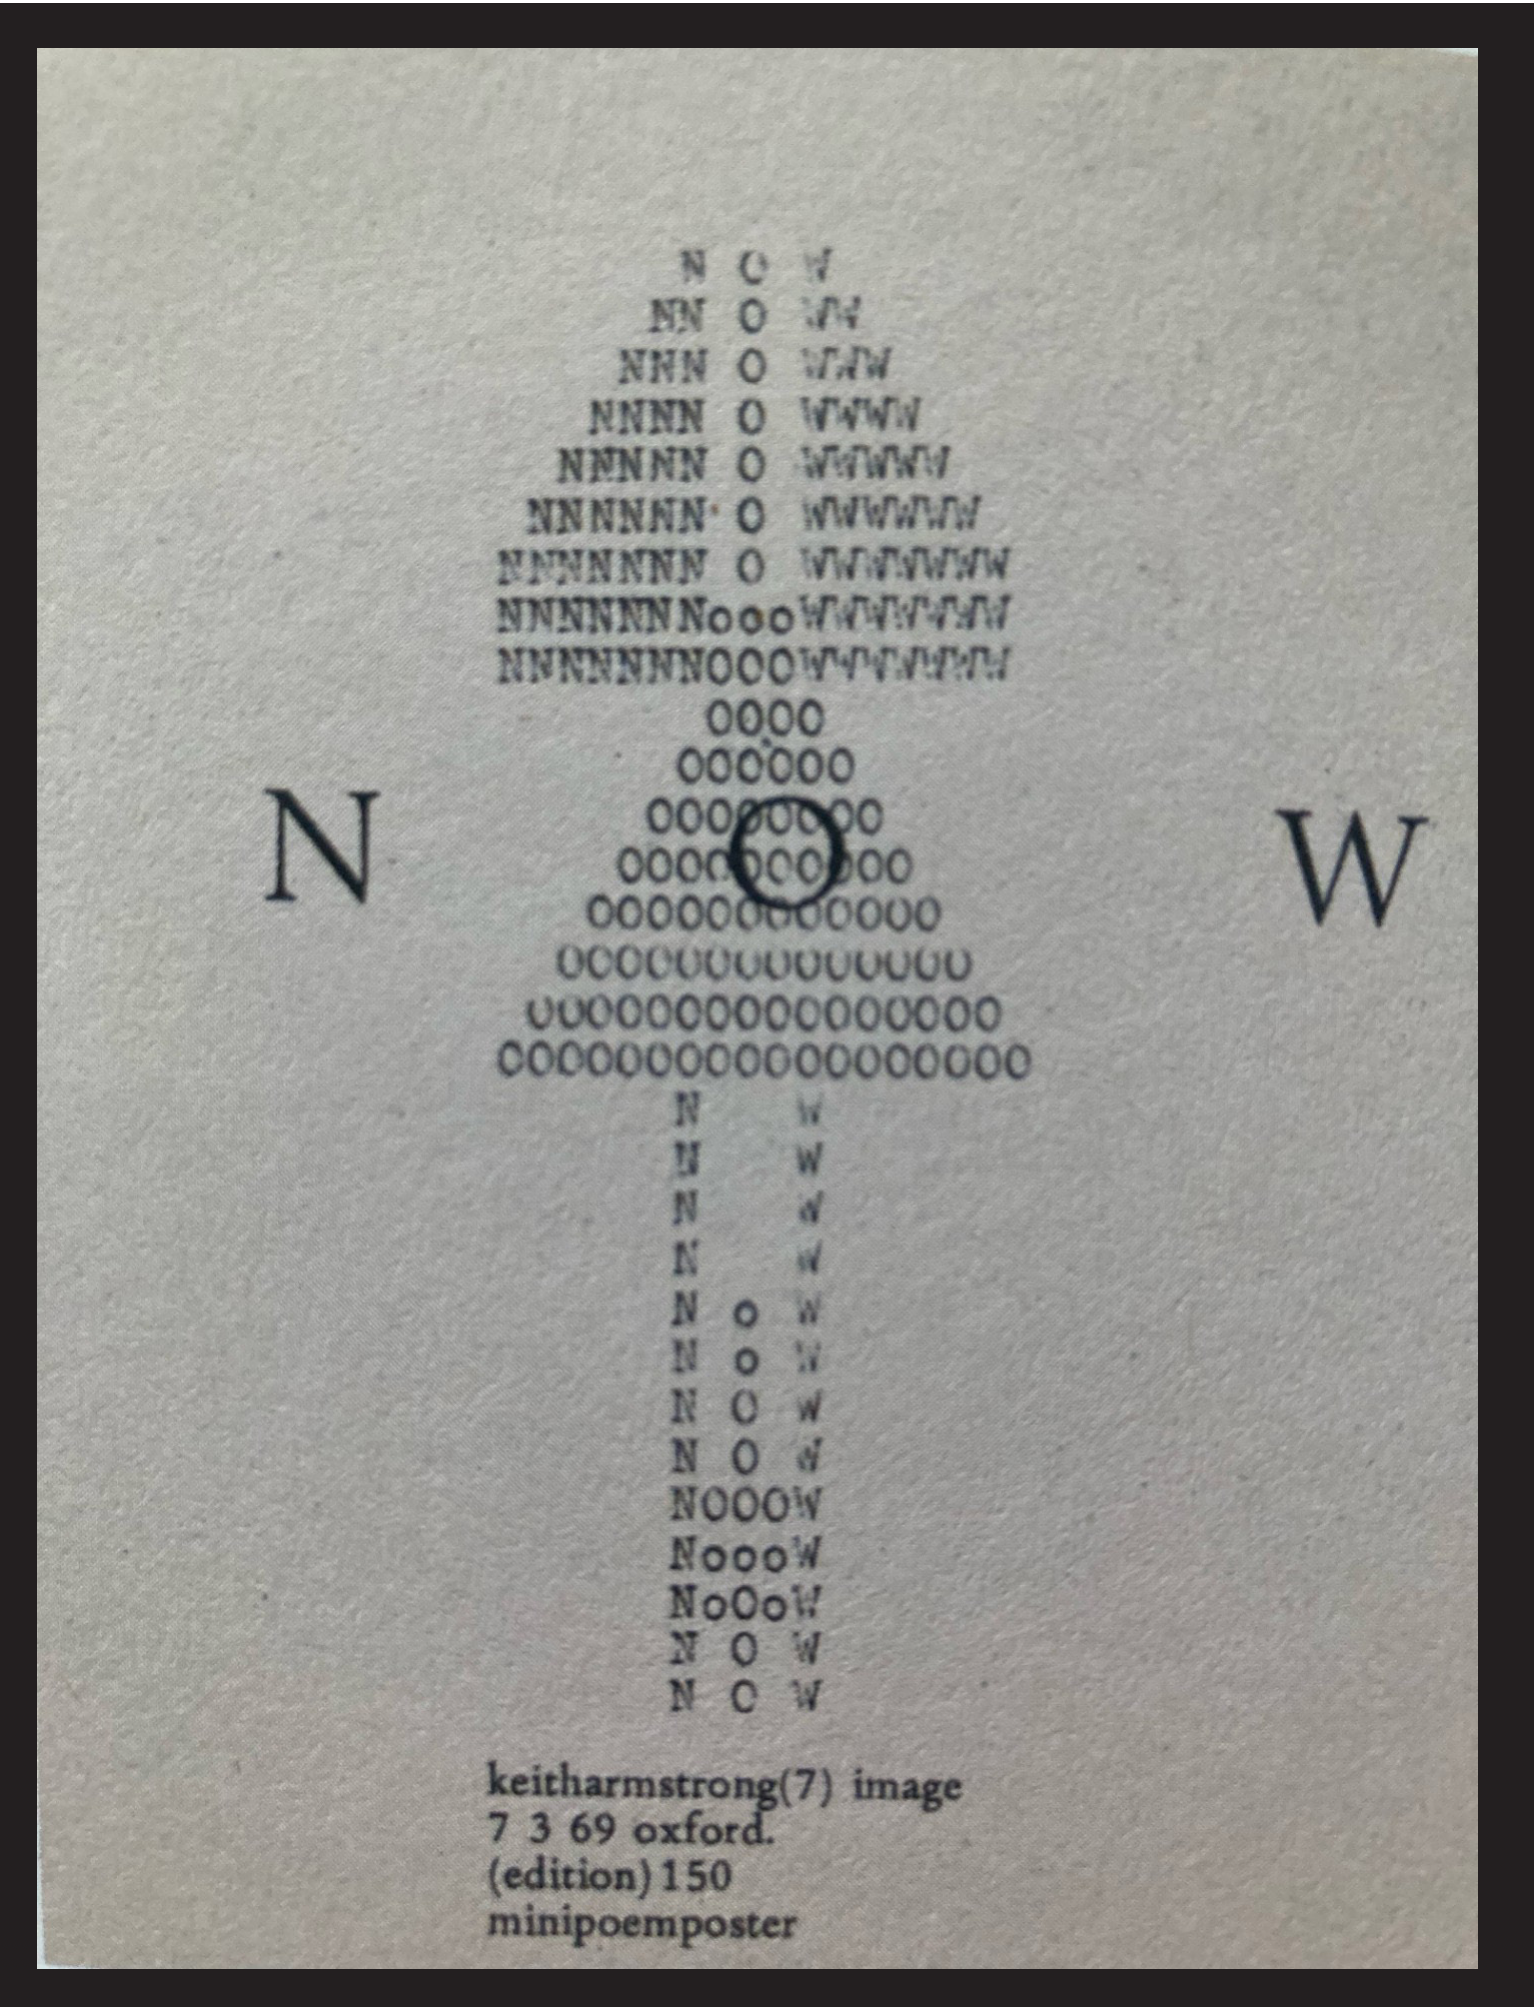 N O W
NN O WW
NNN O WWW
NNNN O WWWW
NNNNN O WWWWW
NNNNNN O WWWWWW
NNNNNNN O WWWWWWW
NNNNNNNoooWWWWWWW
NNNNNNNOOOWWWWWWW
OOOO
OOOOOO
OOOOOOOO
N O W
OOOOOOOOOO
OOOOOOOOOOOO
OOOOOOOOOOOOOO
OOOOOOOOOOOOOOOO
OOOOOOOOOOOOOOOOOO
N W
N W
N W
N W
N o W
N o W
N O W
N O W
NOOOW
NoooW
NoOoW
N O W
N O W
keitharmstrong(7) image
7 3 69 oxford.
(edition) 150
minipoemposter